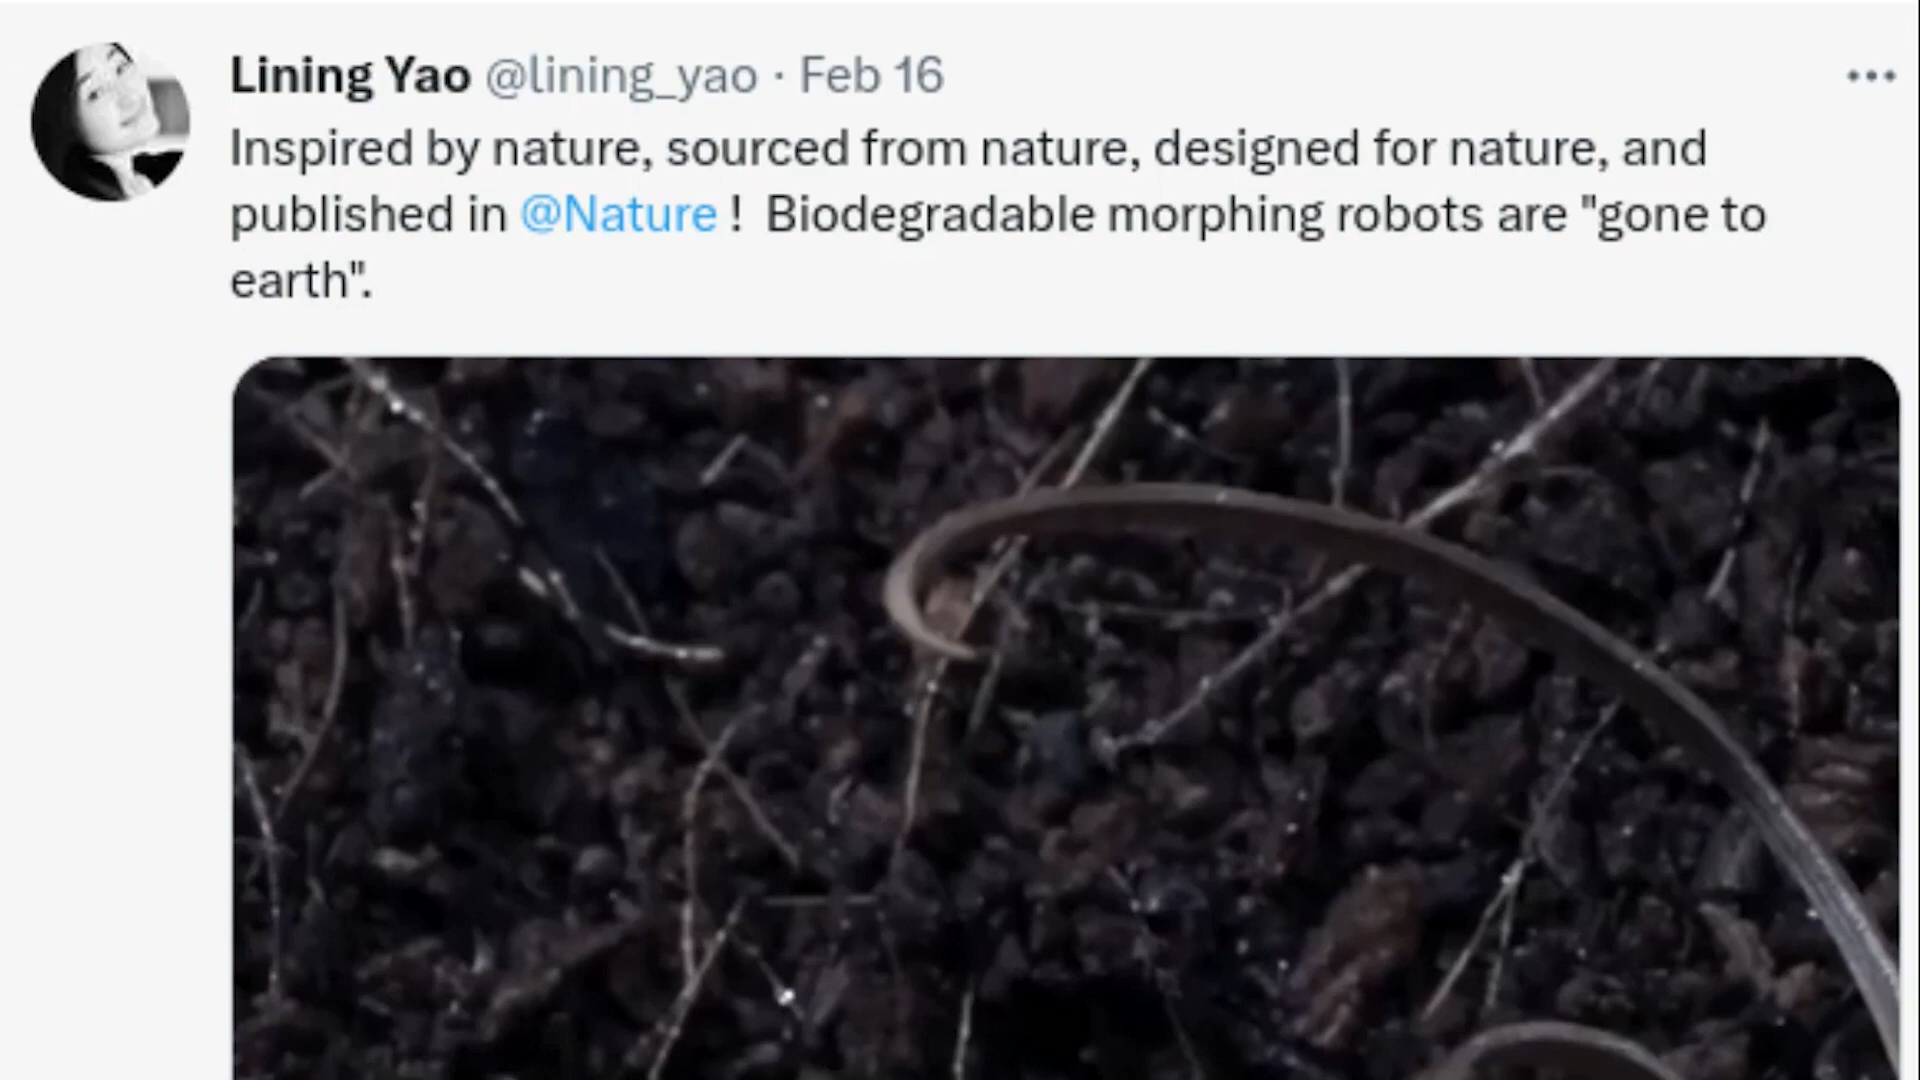 Lining Yao @lining_yao · Feb 16
Inspired by nature, sourced from nature, designed for nature, and
published in @Nature !  Biodegradable morphing robots are "gone to
earth".